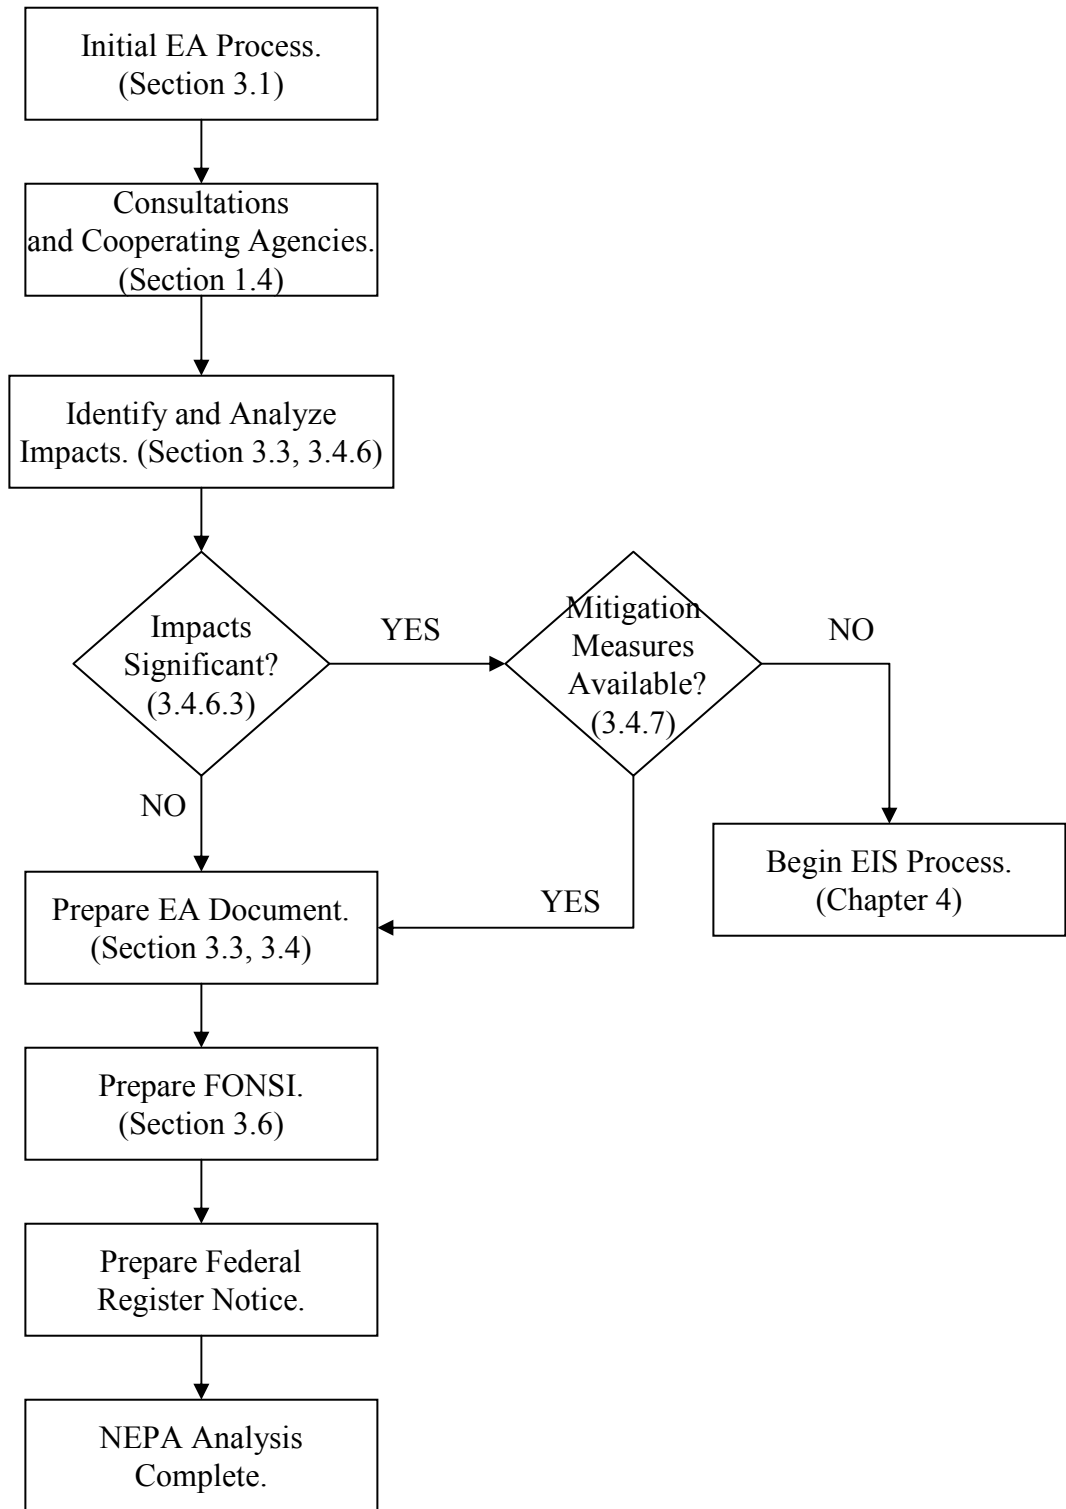 Initial EA Process.
(Section 3.1)
Consultations
and Cooperating Agencies.
(Section 1.4)
Identify and Analyze
Impacts. (Section 3.3, 3.4.6)
Impacts
Significant?
(3.4.6.3)
YES
Mitigation
Measures
Available?
(3.4.7)
NO
NO
Begin EIS Process.
(Chapter 4)
YES
Prepare EA Document.
(Section 3.3, 3.4)
Prepare FONSI.
(Section 3.6)
Prepare Federal
Register Notice.
NEPA Analysis
Complete.